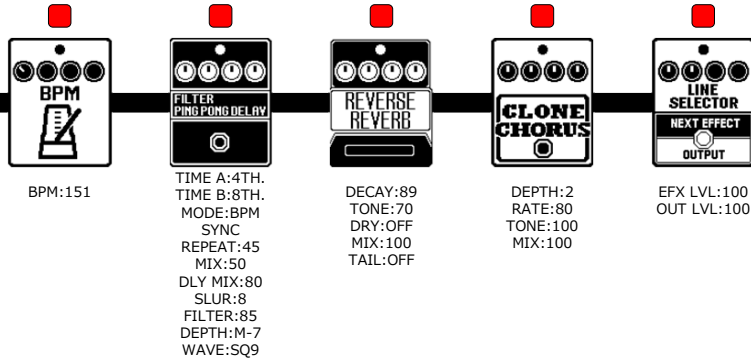 BPM
FILTER
PING PONG DELAY
REVERSE
REVERB
CLONE
CHORUS
LINE
SELECTOR
NEXT EFFECT
OUTPUT
BPM:151
TIME A:4TH.
TIME B:8TH.
MODE:BPM
SYNC
REPEAT:45
MIX:50
DLY MIX:80
SLUR:8
FILTER:85
DEPTH:M-7
WAVE:SQ9
DECAY:89
TONE:70
DRY:OFF
MIX:100
TAIL:OFF
DEPTH:2
RATE:80
TONE:100
MIX:100
EFX LVL:100
OUT LVL:100